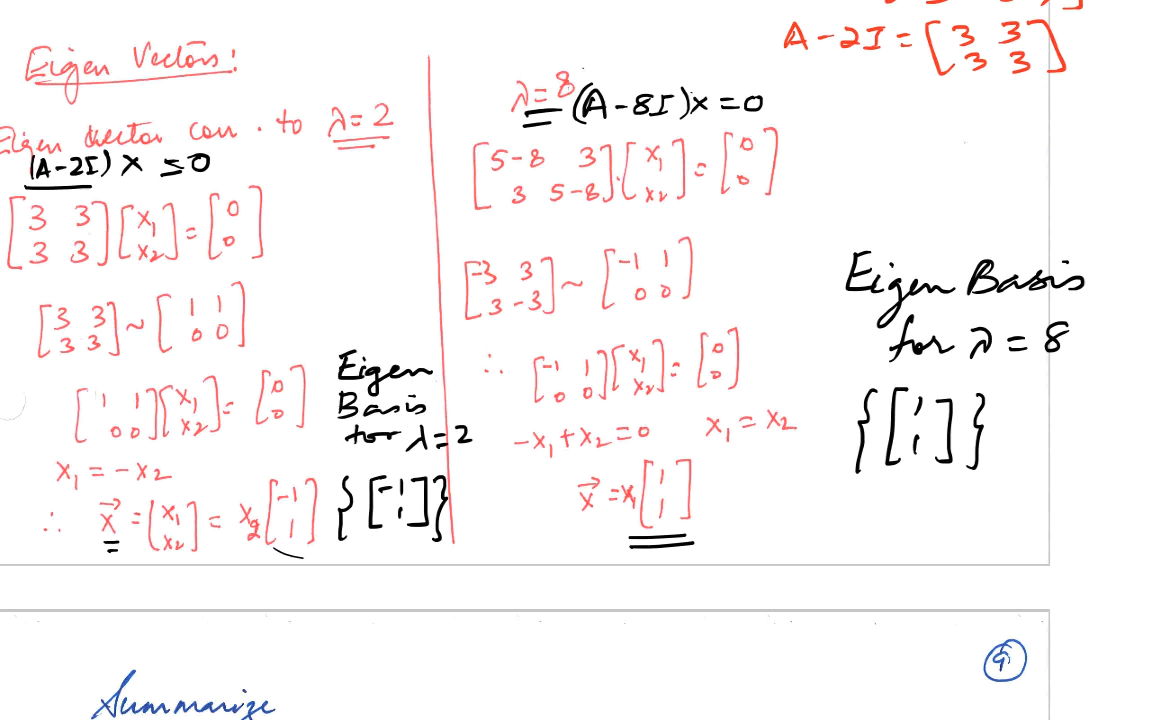 A-2I = [3 3
3 3]
Eigen Vectors:
Eigen vector corr. to λ=2
(A-2I) x = 0
[3 3
3 3] [x₁
x₂] = [0
0]
[3 3
3 3] ~ [1 1
0 0]
[1 1
0 0] [x₁
x₂] = [0
0]
x₁ = -x₂
∴ x⃗ = [x₁
x₂] = x₂ [-1
1]
Eigen
Basis
for λ=2
{[-1
1]}
λ=8 (A-8I)x=0
[5-8 3
3 5-8] · [x₁
x₂] = [0
0]
[-3 3
3 -3] ~ [-1 1
0 0]
∴ [-1 1
0 0] [x₁
x₂] = [0
0]
-x₁+x₂=0 x₁ = x₂
x⃗ = x₁ [1
1]
Eigen Basis
for λ = 8
{[1
1]}
Summarize